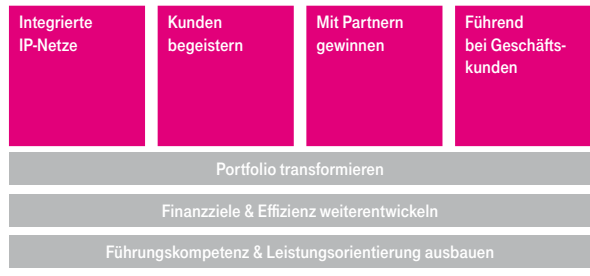 Integrierte
IP-Netze
Kunden
begeistern
Mit Partnern
gewinnen
Führend
bei Geschäfts-
kunden
Portfolio transformieren
Finanzziele & Effizienz weiterentwickeln
Führungskompetenz & Leistungsorientierung ausbauen